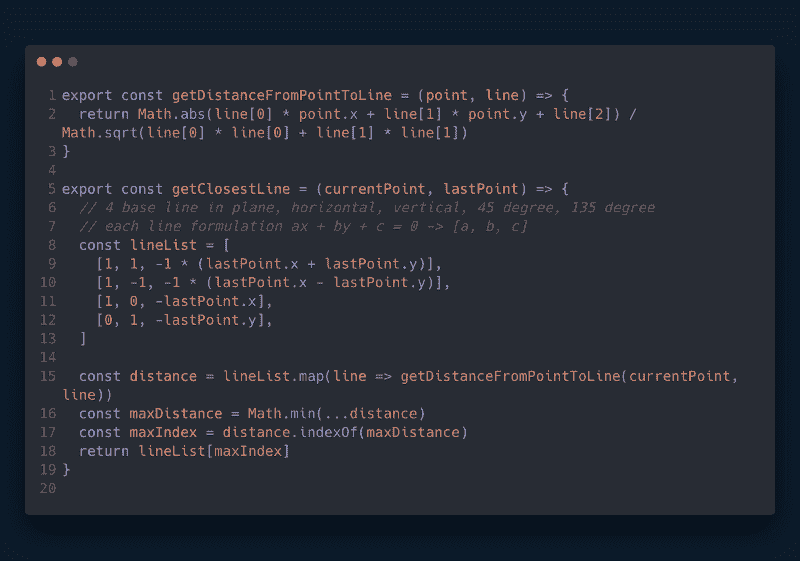 1 export const getDistanceFromPointToLine = (point, line) => {
2   return Math.abs(line[0] * point.x + line[1] * point.y + line[2]) /
Math.sqrt(line[0] * line[0] + line[1] * line[1])
3 }
4
5 export const getClosestLine = (currentPoint, lastPoint) => {
6   // 4 base line in plane, horizontal, vertical, 45 degree, 135 degree
7   // each line formulation ax + by + c = 0 -> [a, b, c]
8   const lineList = [
9     [1, 1, -1 * (lastPoint.x + lastPoint.y)],
10     [1, -1, -1 * (lastPoint.x - lastPoint.y)],
11     [1, 0, -lastPoint.x],
12     [0, 1, -lastPoint.y],
13   ]
14
15   const distance = lineList.map(line => getDistanceFromPointToLine(currentPoint,
line))
16   const maxDistance = Math.min(...distance)
17   const maxIndex = distance.indexOf(maxDistance)
18   return lineList[maxIndex]
19 }
20